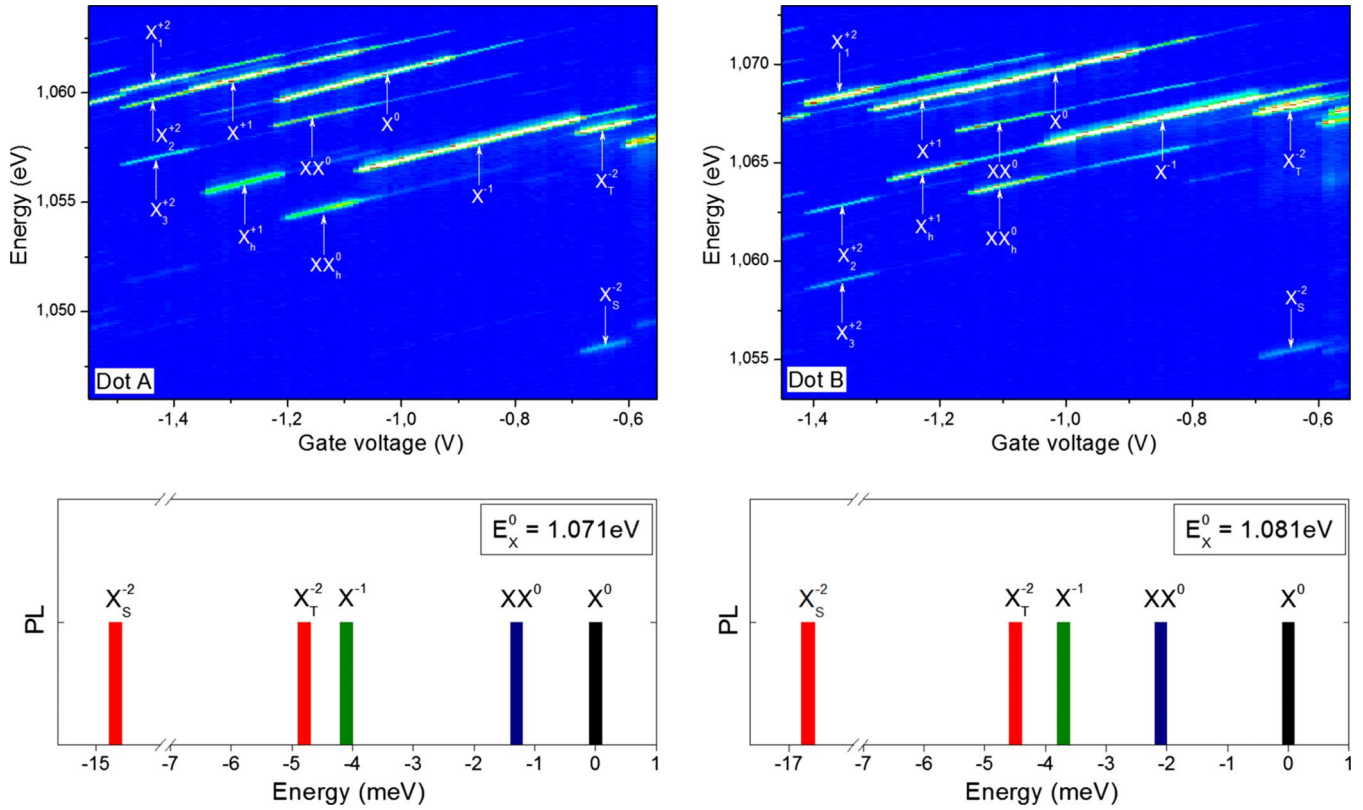 X₁⁺²
X₂⁺²
X⁺¹
XX⁰
X⁰
X₃⁺²
Xₕ⁺¹
XXₕ⁰
X⁻¹
X_T⁻²
X_S⁻²
1,060
1,055
1,050
Energy (eV)
Dot A
-1,4 -1,2 -1,0 -0,8 -0,6
Gate voltage (V)
X₁⁺²
X⁺¹
X⁰
XX⁰
X⁻¹
X_T⁻²
Xₕ⁺¹
XXₕ⁰
X₂⁺²
X₃⁺²
X_S⁻²
1,070
1,065
1,060
1,055
Energy (eV)
Dot B
-1,4 -1,2 -1,0 -0,8 -0,6
Gate voltage (V)
E_X⁰ = 1.071eV
X_S⁻² X_T⁻² X⁻¹ XX⁰ X⁰
PL
-15 -7 -6 -5 -4 -3 -2 -1 0 1
Energy (meV)
E_X⁰ = 1.081eV
X_S⁻² X_T⁻² X⁻¹ XX⁰ X⁰
PL
-17 -7 -6 -5 -4 -3 -2 -1 0 1
Energy (meV)